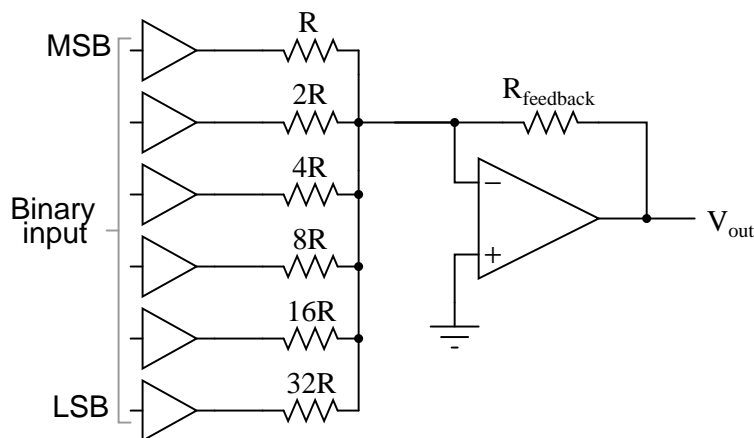 MSB
R
2R
R feedback
4R
−
Binary
input
8R
+
V out
16R
LSB
32R